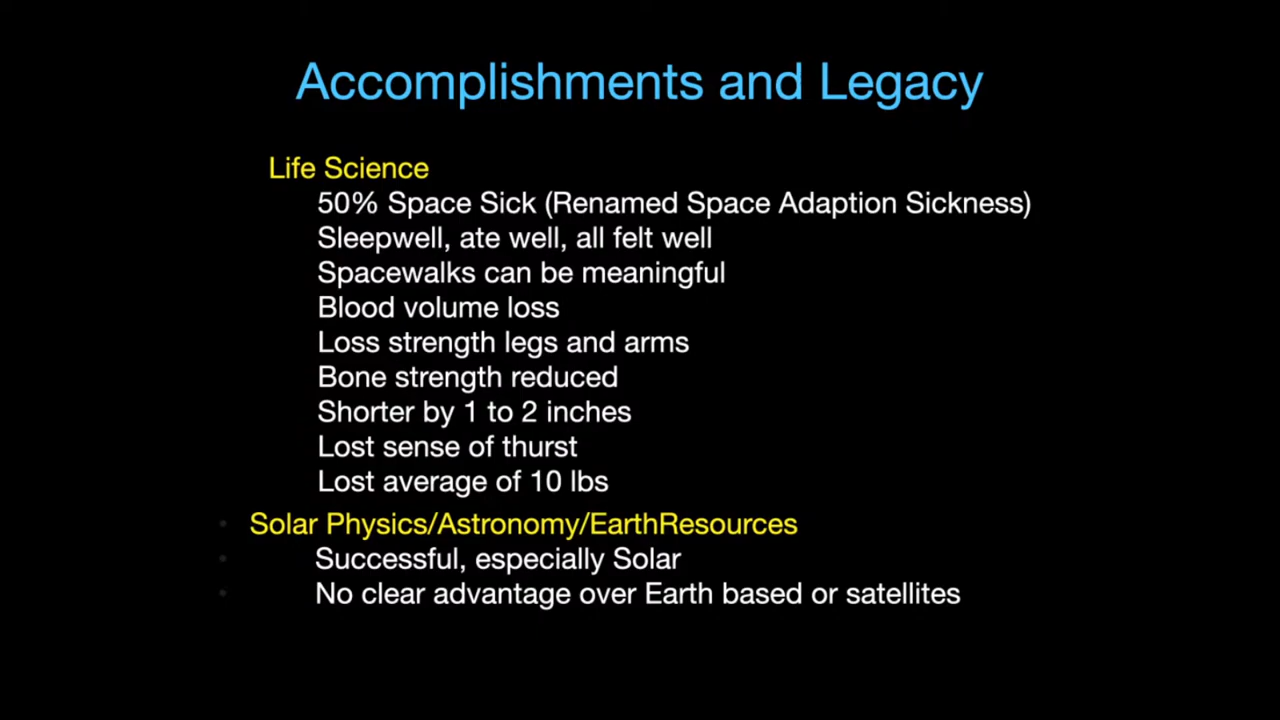 Accomplishments and Legacy
Life Science
50% Space Sick (Renamed Space Adaption Sickness)
Sleepwell, ate well, all felt well
Spacewalks can be meaningful
Blood volume loss
Loss strength legs and arms
Bone strength reduced
Shorter by 1 to 2 inches
Lost sense of thurst
Lost average of 10 lbs
Solar Physics/Astronomy/EarthResources
Successful, especially Solar
No clear advantage over Earth based or satellites